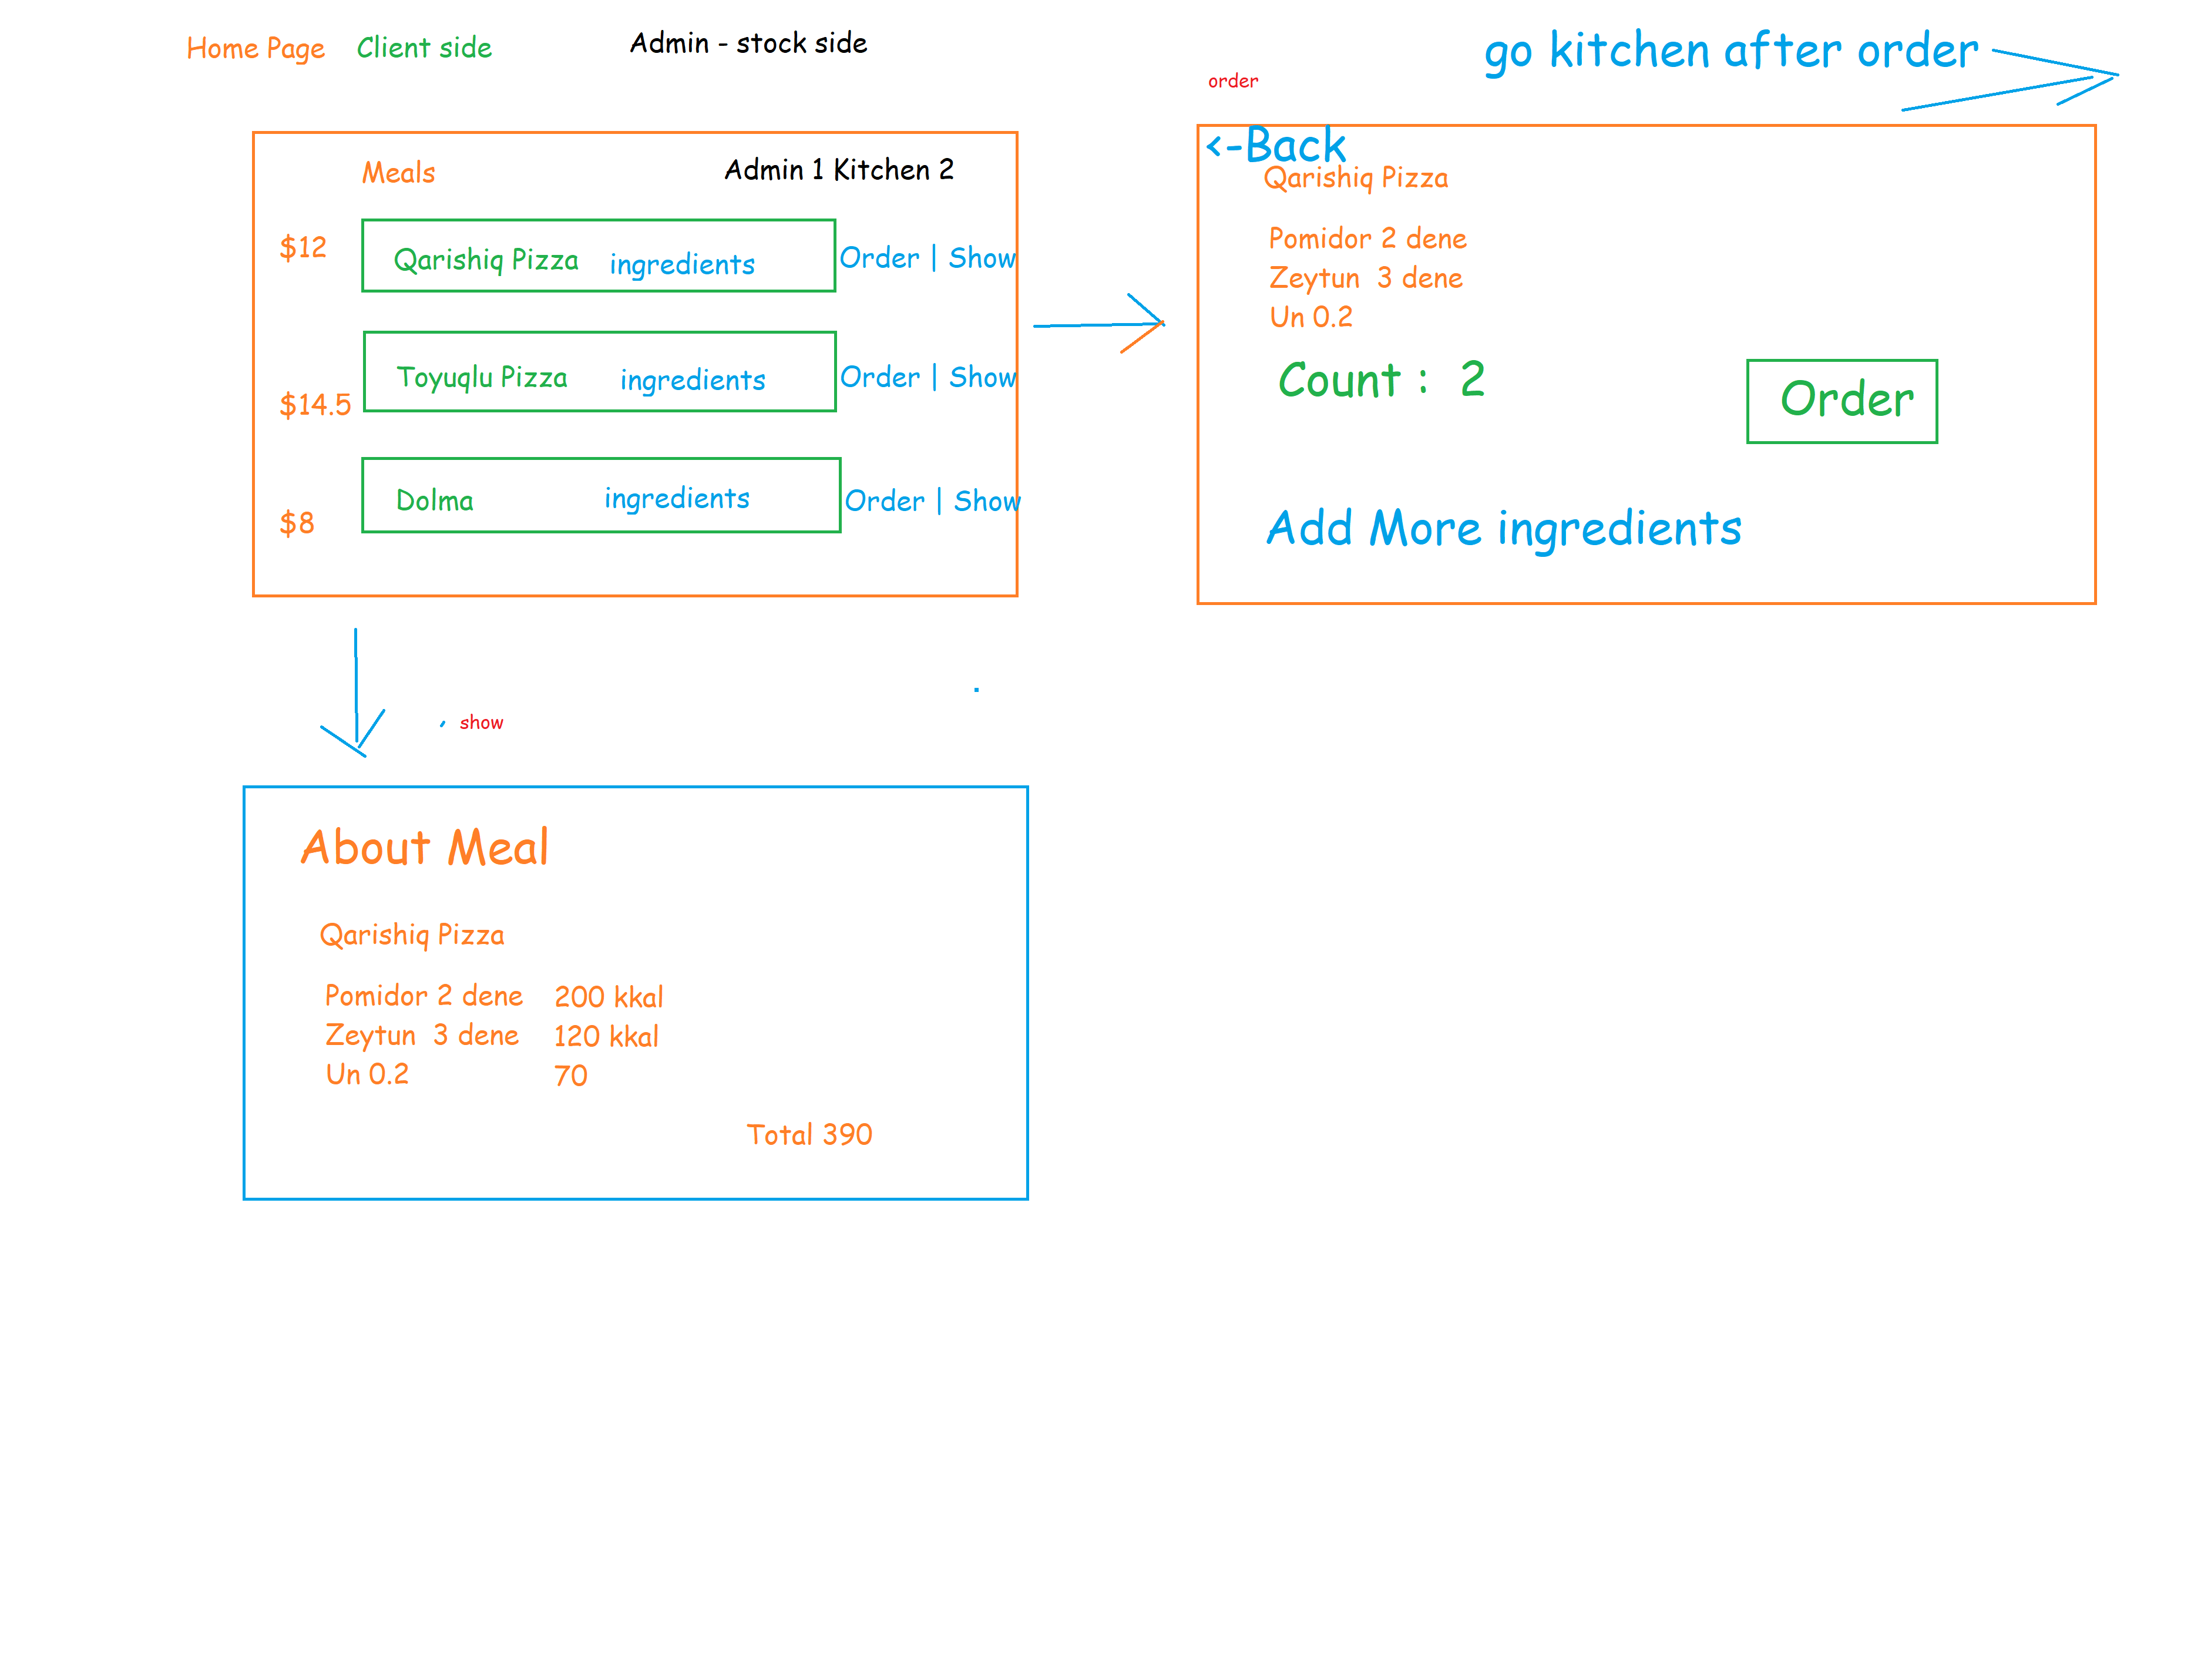 Home Page Client side Admin - stock side
go kitchen after order
order
Meals Admin 1 Kitchen 2
$12 Qarishiq Pizza ingredients Order | Show
$14.5 Toyuqlu Pizza ingredients Order | Show
$8 Dolma ingredients Order | Show
<-Back
Qarishiq Pizza
Pomidor 2 dene
Zeytun 3 dene
Un 0.2
Count : 2
Order
Add More ingredients
show
About Meal
Qarishiq Pizza
Pomidor 2 dene 200 kkal
Zeytun 3 dene 120 kkal
Un 0.2 70
Total 390